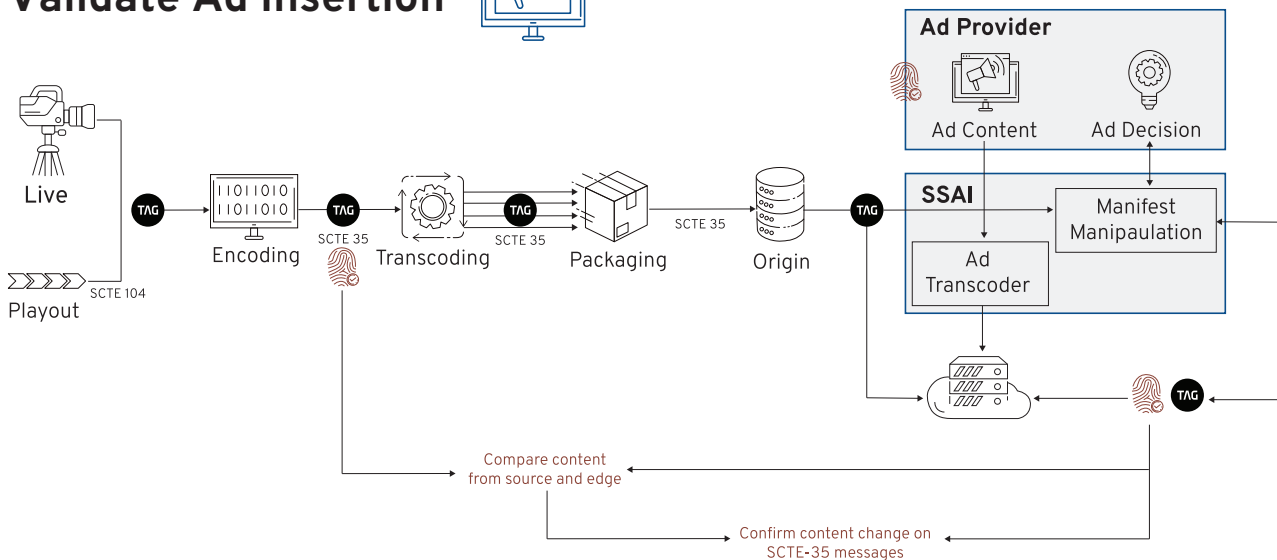 Validate Ad Insertion
Ad Provider
Ad Content
Ad Decision
Live
TAG
11011010
11011010
Encoding
TAG
SCTE 35
Transcoding
TAG
SCTE 35
Packaging
SCTE 35
Origin
TAG
SSAI
Manifest
Manipaulation
Ad
Transcoder
SCTE 104
Playout
TAG
Compare content
from source and edge
Confirm content change on
SCTE-35 messages